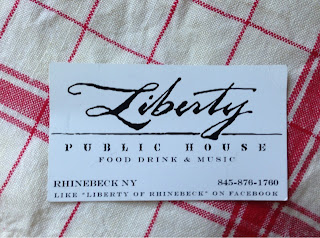 Liberty
PUBLIC HOUSE
FOOD DRINK & MUSIC
RHINEBECK NY 845-876-1760
LIKE "LIBERTY OF RHINEBECK" ON FACEBOOK